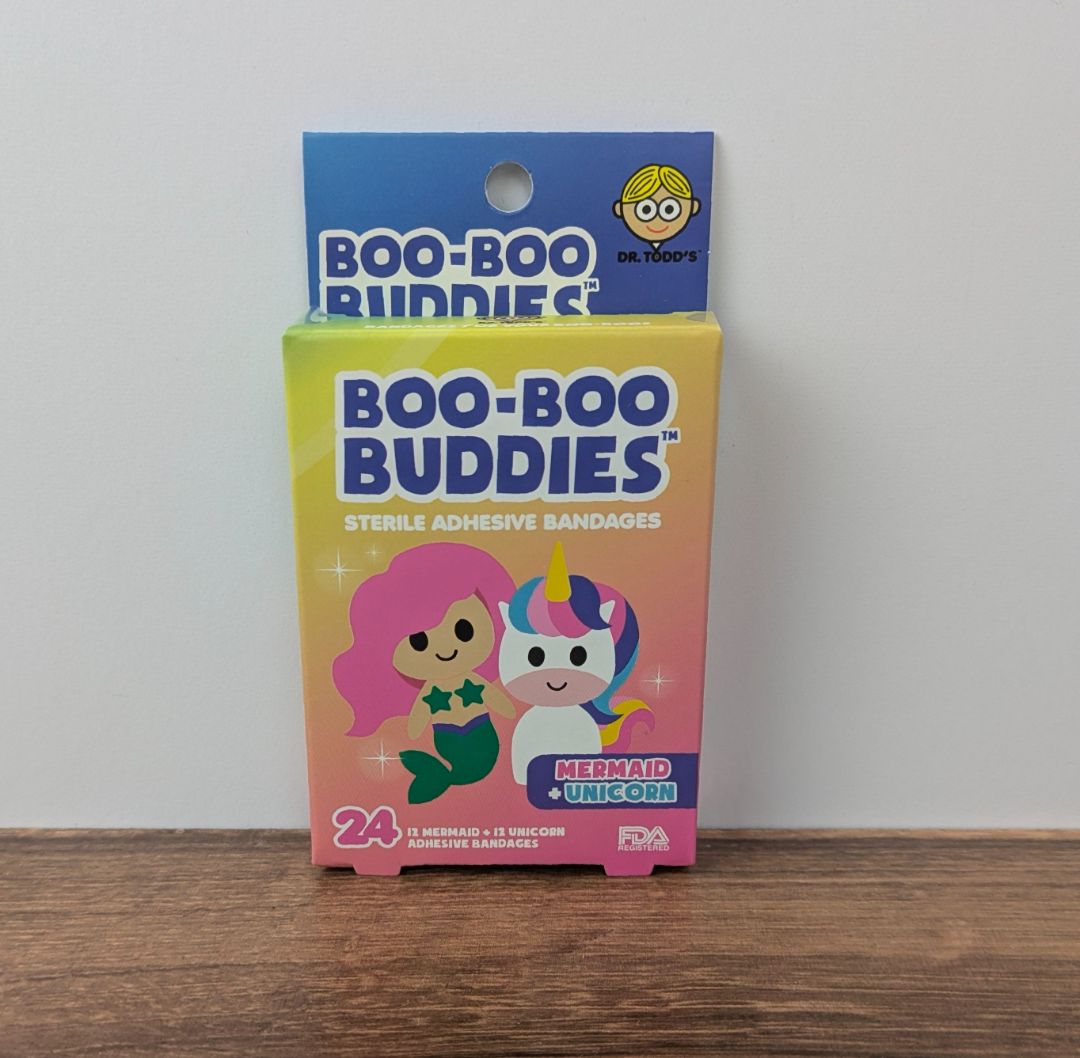 DR. TODD'S™
BOO-BOO
BUDDIES™
BOO-BOO
BUDDIES™
STERILE ADHESIVE BANDAGES
MERMAID
+ UNICORN
24
12 MERMAID + 12 UNICORN
ADHESIVE BANDAGES
FDA
REGISTERED